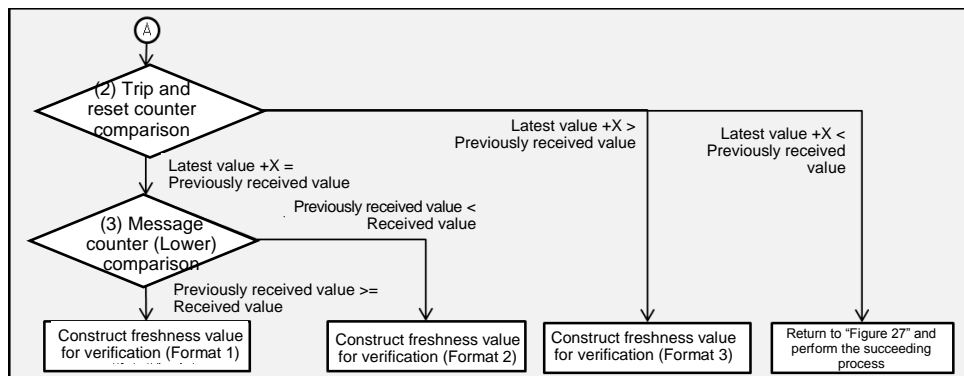 A
(2) Trip and
reset counter
comparison
Latest value +X >
Previously received value
Latest value +X <
Previously received
value
Latest value +X =
Previously received value
(3) Message
counter (Lower)
comparison
Previously received value <
Received value
Previously received value >=
Received value
Construct freshness value
for verification (Format 1)
Construct freshness value
for verification (Format 2)
Construct freshness value
for verification (Format 3)
Return to “Figure 27” and
perform the succeeding
process